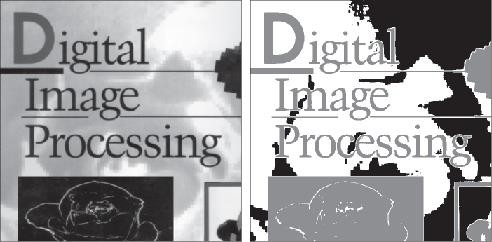 Digital
Image
Processing
Digital
Image
Processing